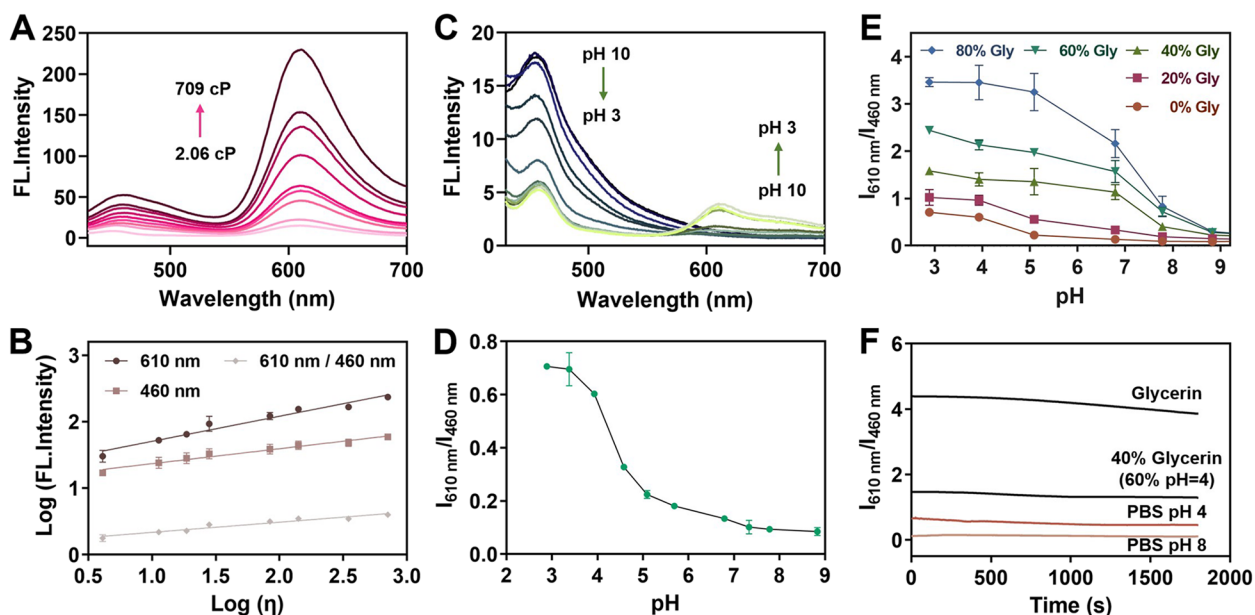 A
FL.Intensity
250
200
150
100
50
0
709 cP
2.06 cP
500
600
700
Wavelength (nm)
C
FL.Intensity
20
15
10
5
0
pH 10
pH 3
pH 3
pH 10
500
600
700
Wavelength (nm)
E
I610 nm/I460 nm
4
3
2
1
0
80% Gly
60% Gly
40% Gly
20% Gly
0% Gly
3
4
5
6
7
8
9
pH
B
Log (FL.Intensity)
3
2
1
0
610 nm
610 nm / 460 nm
460 nm
0.5
1.0
1.5
2.0
2.5
3.0
Log (η)
D
I610 nm/I460 nm
0.8
0.6
0.4
0.2
0.0
2
3
4
5
6
7
8
9
pH
F
I610 nm/I460 nm
6
4
2
0
Glycerin
40% Glycerin
(60% pH=4)
PBS pH 4
PBS pH 8
0
500
1000
1500
2000
Time (s)